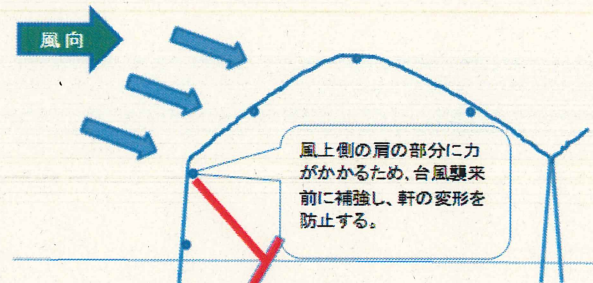 風向
風上側の肩の部分に力
がかかるため、台風襲来
前に補強し、軒の変形を
防止する。